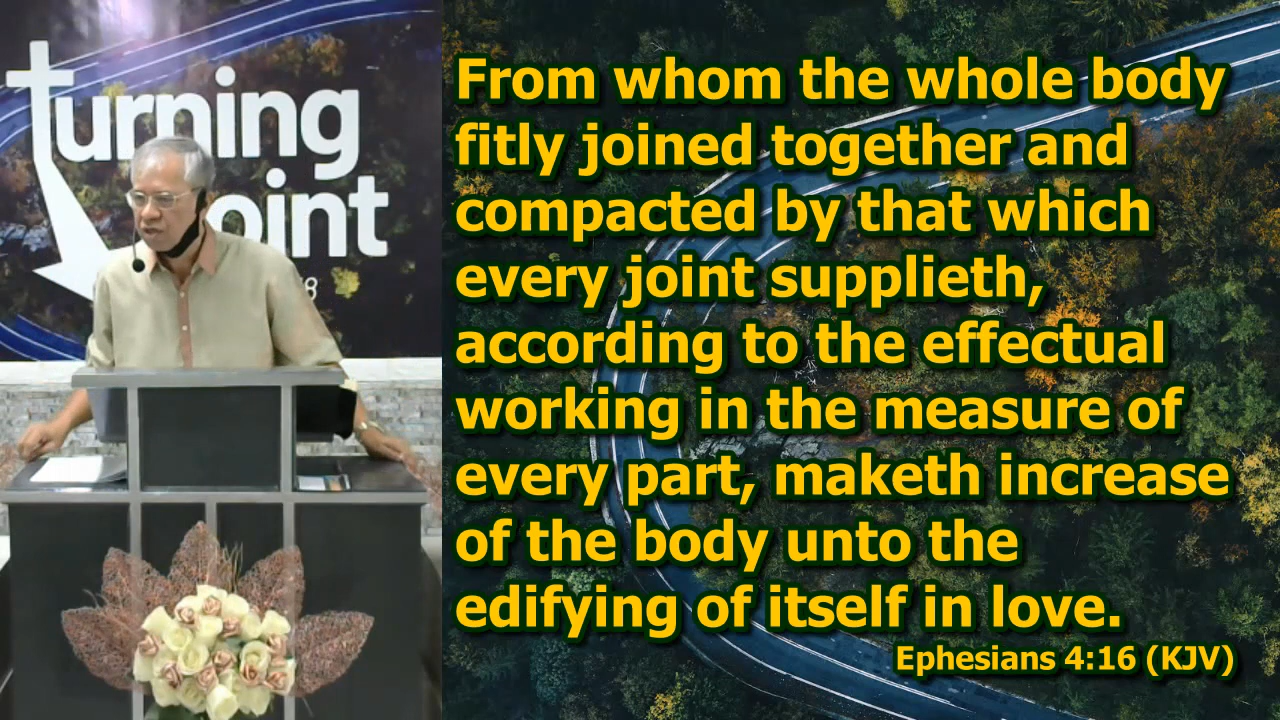 turning
point
8
From whom the whole body
fitly joined together and
compacted by that which
every joint supplieth,
according to the effectual
working in the measure of
every part, maketh increase
of the body unto the
edifying of itself in love.
Ephesians 4:16 (KJV)